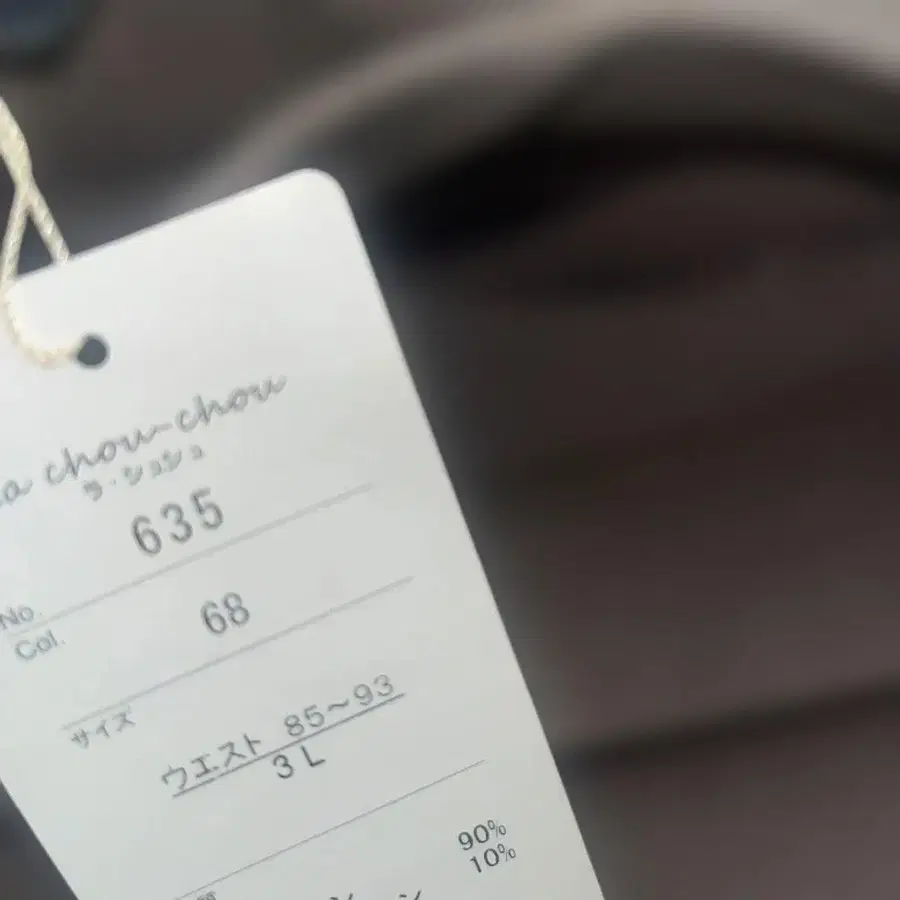 a chou-chou
ラ・シュシュ
No. 635
Col. 68
サイズ
ウエスト 85~93
3L
90%
10%